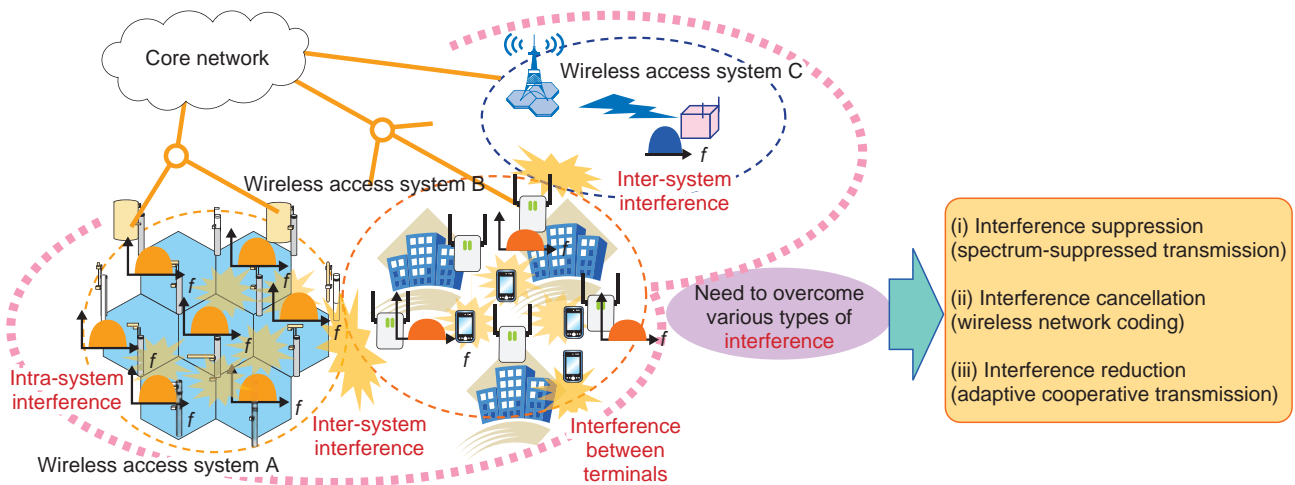 Core network
Wireless access system C
f
Inter-system
interference
Wireless access system B
f
f
f
f
f
f
f
f
f
f
f
Intra-system
interference
Inter-system
interference
Interference
between
terminals
Wireless access system A
Need to overcome
various types of
interference
(i) Interference suppression
(spectrum-suppressed transmission)
(ii) Interference cancellation
(wireless network coding)
(iii) Interference reduction
(adaptive cooperative transmission)